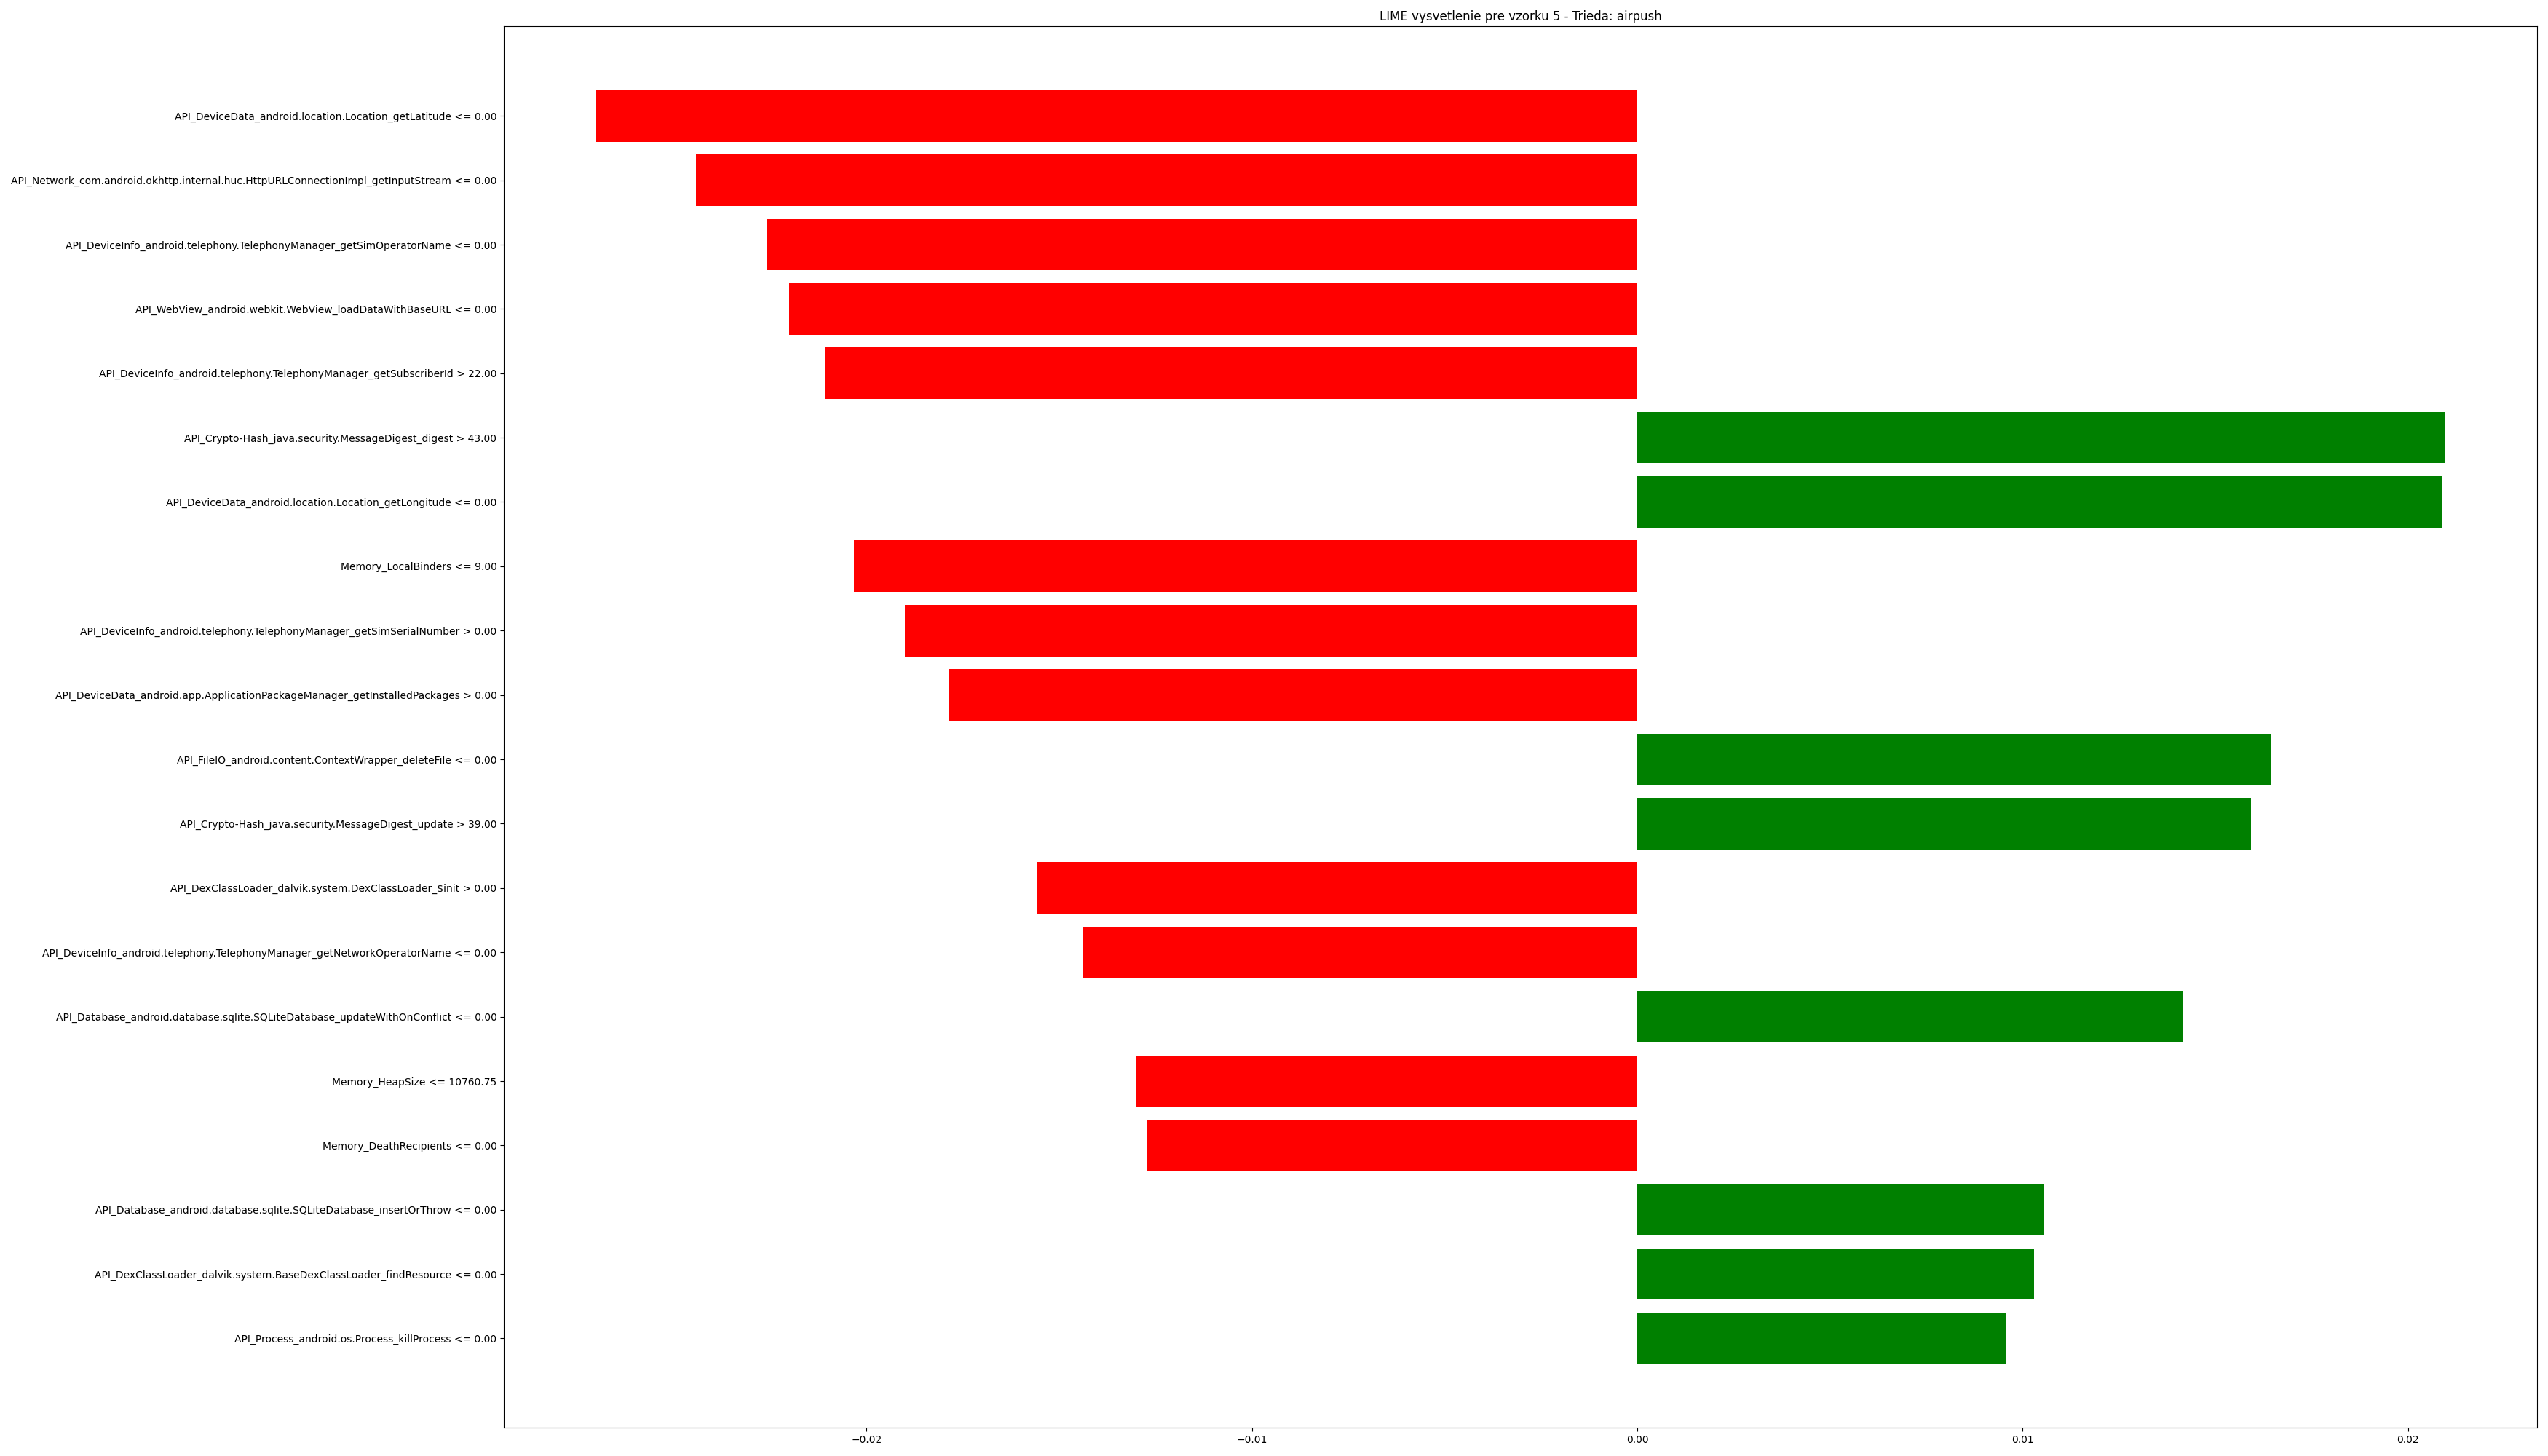 LIME vysvetlenie pre vzorku 5 - Trieda: airpush
API_DeviceData_android.location.Location_getLatitude <= 0.00
API_Network_com.android.okhttp.internal.huc.HttpURLConnectionImpl_getInputStream <= 0.00
API_DeviceInfo_android.telephony.TelephonyManager_getSimOperatorName <= 0.00
API_WebView_android.webkit.WebView_loadDataWithBaseURL <= 0.00
API_DeviceInfo_android.telephony.TelephonyManager_getSubscriberId > 22.00
API_Crypto-Hash_java.security.MessageDigest_digest > 43.00
API_DeviceData_android.location.Location_getLongitude <= 0.00
Memory_LocalBinders <= 9.00
API_DeviceInfo_android.telephony.TelephonyManager_getSimSerialNumber > 0.00
API_DeviceData_android.app.ApplicationPackageManager_getInstalledPackages > 0.00
API_FileIO_android.content.ContextWrapper_deleteFile <= 0.00
API_Crypto-Hash_java.security.MessageDigest_update > 39.00
API_DexClassLoader_dalvik.system.DexClassLoader_$init > 0.00
API_DeviceInfo_android.telephony.TelephonyManager_getNetworkOperatorName <= 0.00
API_Database_android.database.sqlite.SQLiteDatabase_updateWithOnConflict <= 0.00
Memory_HeapSize <= 10760.75
Memory_DeathRecipients <= 0.00
API_Database_android.database.sqlite.SQLiteDatabase_insertOrThrow <= 0.00
API_DexClassLoader_dalvik.system.BaseDexClassLoader_findResource <= 0.00
API_Process_android.os.Process_killProcess <= 0.00
−0.02 −0.01 0.00 0.01 0.02